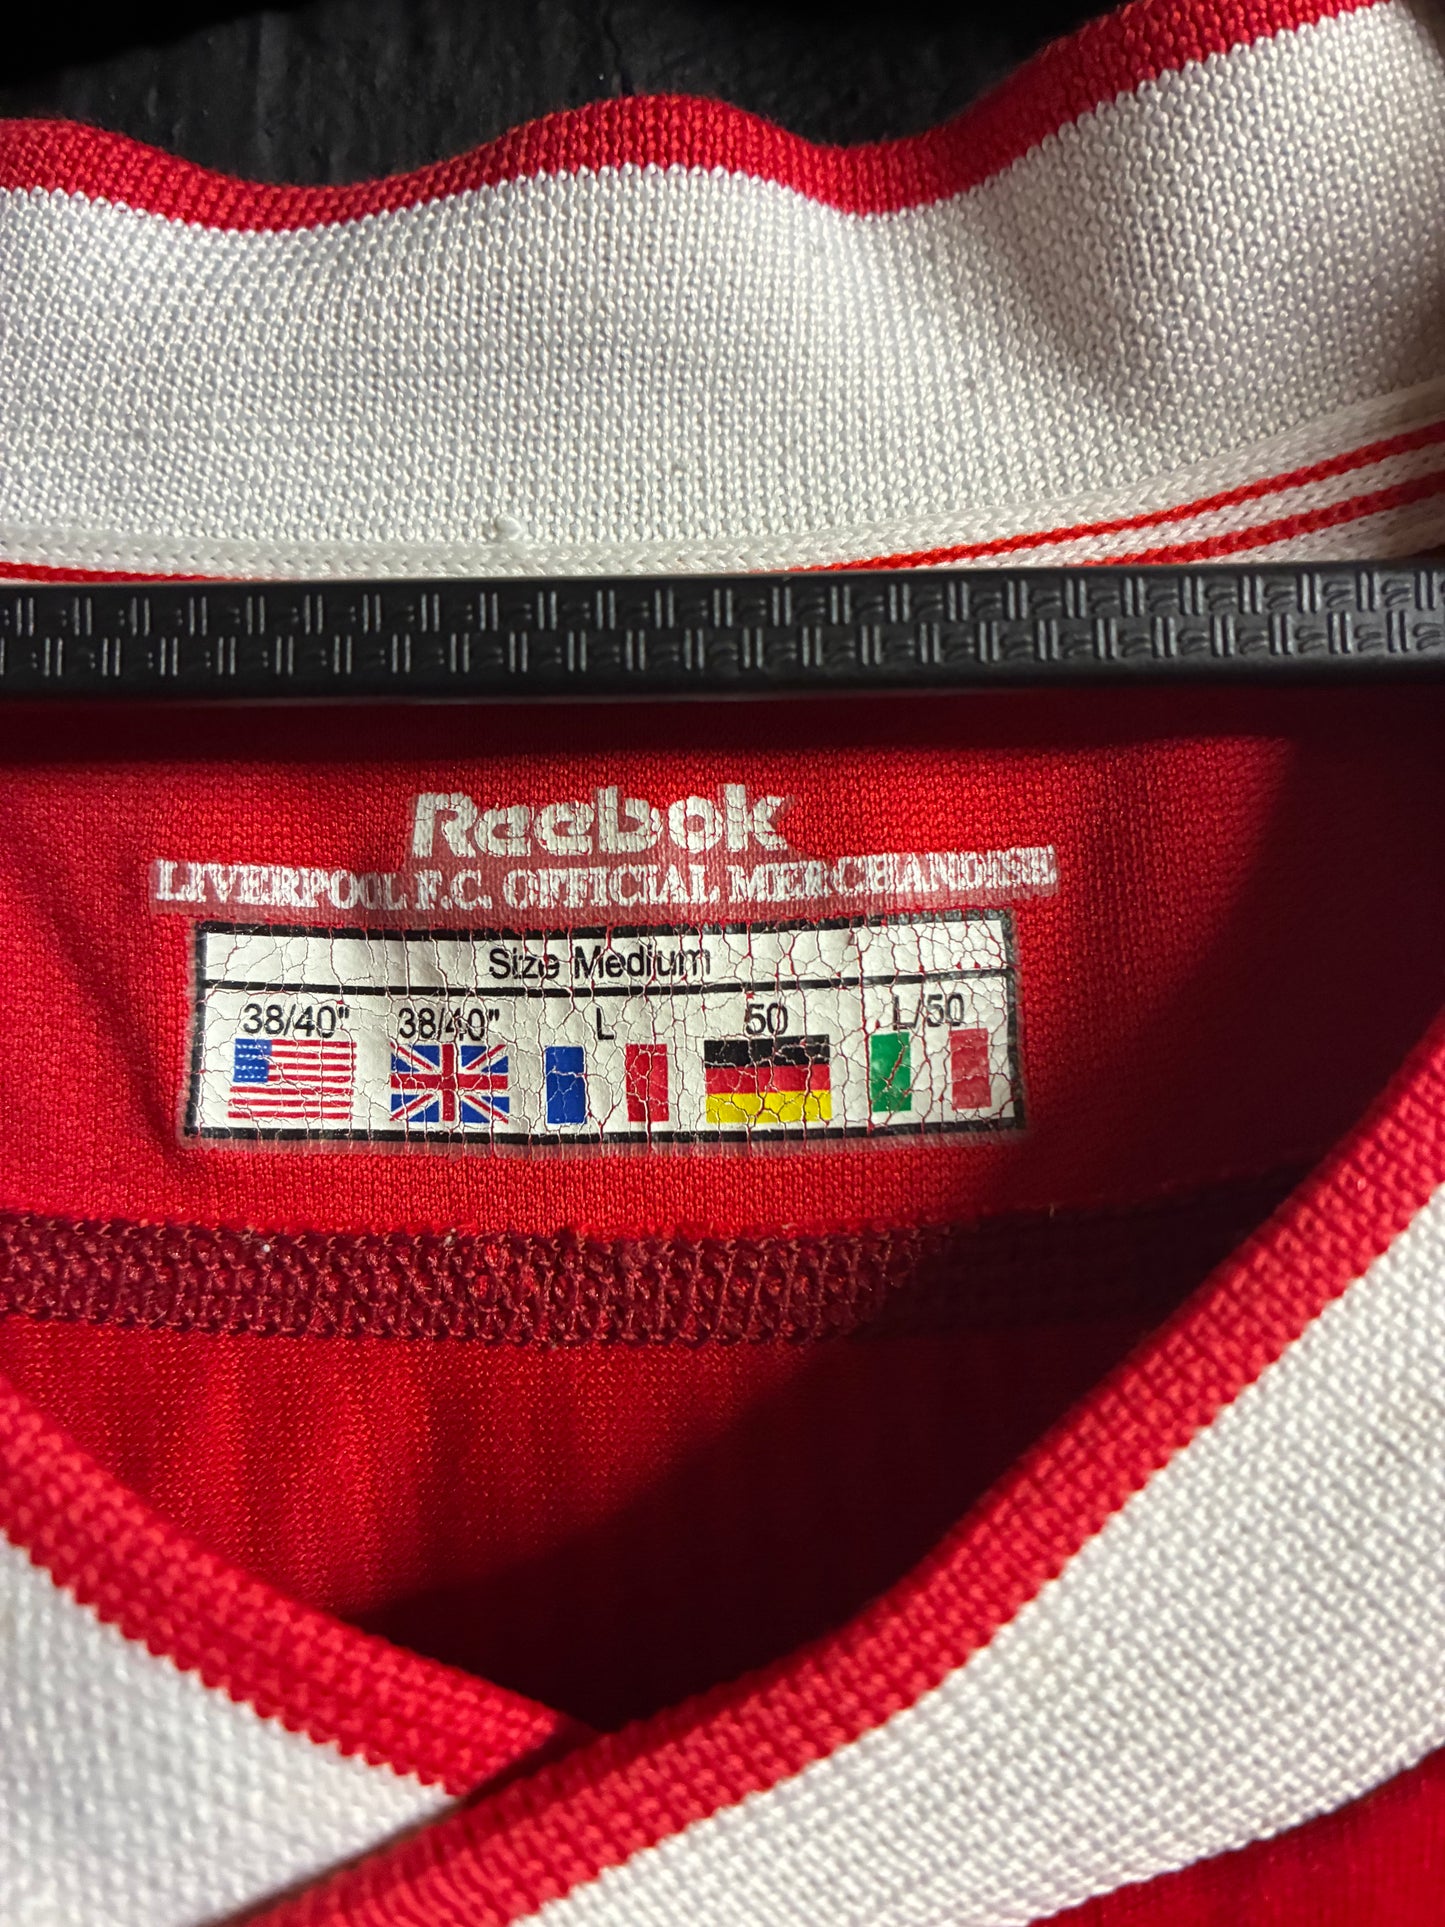 Reebok
LIVERPOOL F.C. OFFICIAL MERCHANDISE
Size Medium
38/40" 38/40" L 50 L/50